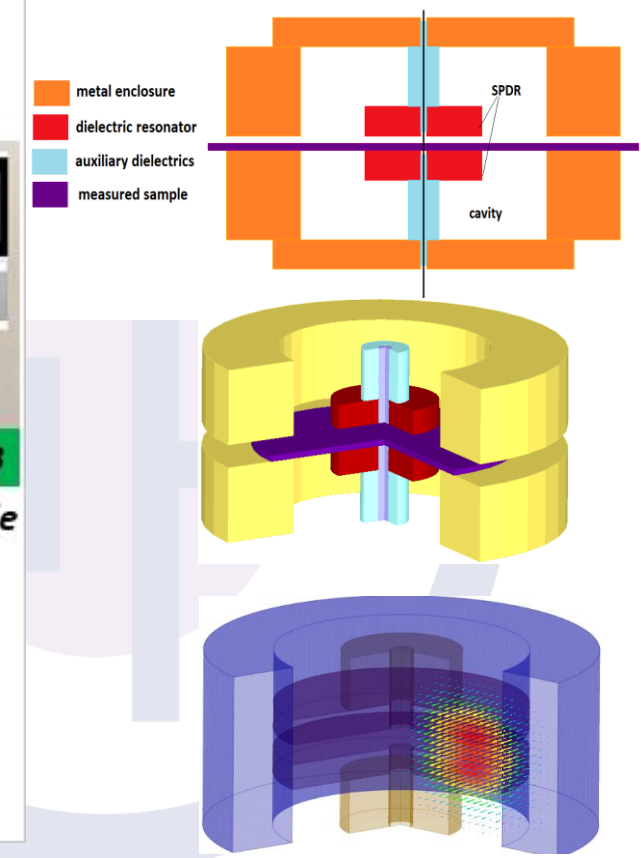 metal enclosure
dielectric resonator
auxiliary dielectrics
measured sample
SPDR
cavity